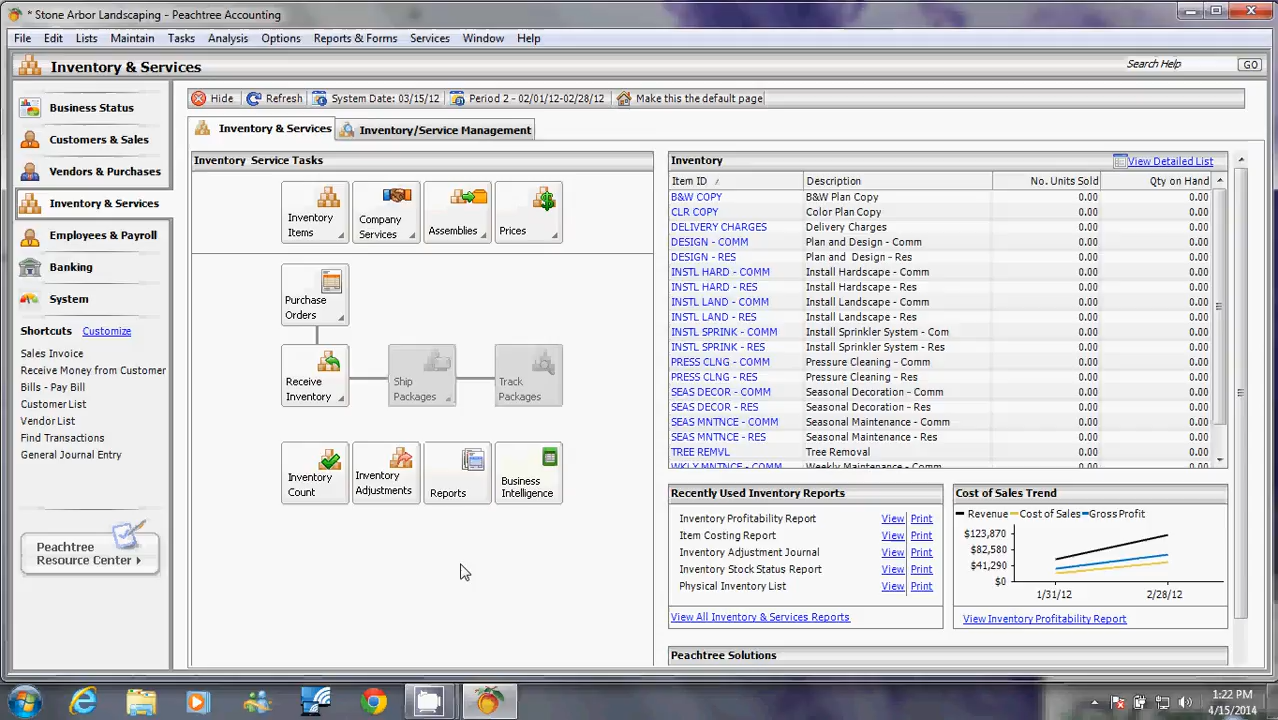 * Stone Arbor Landscaping - Peachtree Accounting
File Edit Lists Maintain Tasks Analysis Options Reports & Forms Services Window Help
Inventory & Services
Search Help GO
Business Status
Customers & Sales
Vendors & Purchases
Inventory & Services
Employees & Payroll
Banking
System
Shortcuts Customize
Sales Invoice
Receive Money from Customer
Bills - Pay Bill
Customer List
Vendor List
Find Transactions
General Journal Entry
Peachtree
Resource Center
Hide Refresh System Date: 03/15/12 Period 2 - 02/01/12-02/28/12 Make this the default page
Inventory & Services Inventory/Service Management
Inventory Service Tasks
Inventory
Items
Company
Services
Assemblies
Prices
Purchase
Orders
Receive
Inventory
Ship
Packages
Track
Packages
Inventory
Count
Inventory
Adjustments
Reports
Business
Intelligence
Inventory View Detailed List
Item ID / Description No. Units Sold Qty on Hand
B&W COPY B&W Plan Copy 0.00 0.00
CLR COPY Color Plan Copy 0.00 0.00
DELIVERY CHARGES Delivery Charges 0.00 0.00
DESIGN - COMM Plan and Design - Comm 0.00 0.00
DESIGN - RES Plan and Design - Res 0.00 0.00
INSTL HARD - COMM Install Hardscape - Comm 0.00 0.00
INSTL HARD - RES Install Hardscape - Res 0.00 0.00
INSTL LAND - COMM Install Landscape - Comm 0.00 0.00
INSTL LAND - RES Install Landscape - Res 0.00 0.00
INSTL SPRINK - COMM Install Sprinkler System - Com 0.00 0.00
INSTL SPRINK - RES Install Sprinkler System - Res 0.00 0.00
PRESS CLNG - COMM Pressure Cleaning - Comm 0.00 0.00
PRESS CLNG - RES Pressure Cleaning - Res 0.00 0.00
SEAS DECOR - COMM Seasonal Decoration - Comm 0.00 0.00
SEAS DECOR - RES Seasonal Decoration - Res 0.00 0.00
SEAS MNTNCE - COMM Seasonal Maintenance - Comm 0.00 0.00
SEAS MNTNCE - RES Seasonal Maintenance - Res 0.00 0.00
TREE REMVL Tree Removal 0.00 0.00
WKLY MNTNCE - COMM Weekly Maintenance - Comm 0.00 0.00
Recently Used Inventory Reports
Inventory Profitability Report View Print
Item Costing Report View Print
Inventory Adjustment Journal View Print
Inventory Stock Status Report View Print
Physical Inventory List View Print
View All Inventory & Services Reports
Cost of Sales Trend
Revenue Cost of Sales Gross Profit
$123,870
$82,580
$41,290
$0
1/31/12 2/28/12
View Inventory Profitability Report
Peachtree Solutions
1:22 PM
4/15/2014